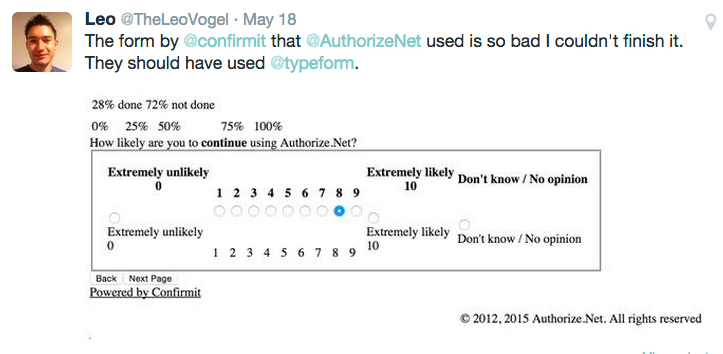 Leo @TheLeoVogel · May 18
The form by @confirmit that @AuthorizeNet used is so bad I couldn't finish it.
They should have used @typeform.
28% done 72% not done
0% 25% 50% 75% 100%
How likely are you to continue using Authorize.Net?
Extremely unlikely Extremely likely Don't know / No opinion
0 1 2 3 4 5 6 7 8 9 10
Extremely unlikely Extremely likely Don't know / No opinion
0 1 2 3 4 5 6 7 8 9 10
Back Next Page
Powered by Confirmit
© 2012, 2015 Authorize.Net. All rights reserved